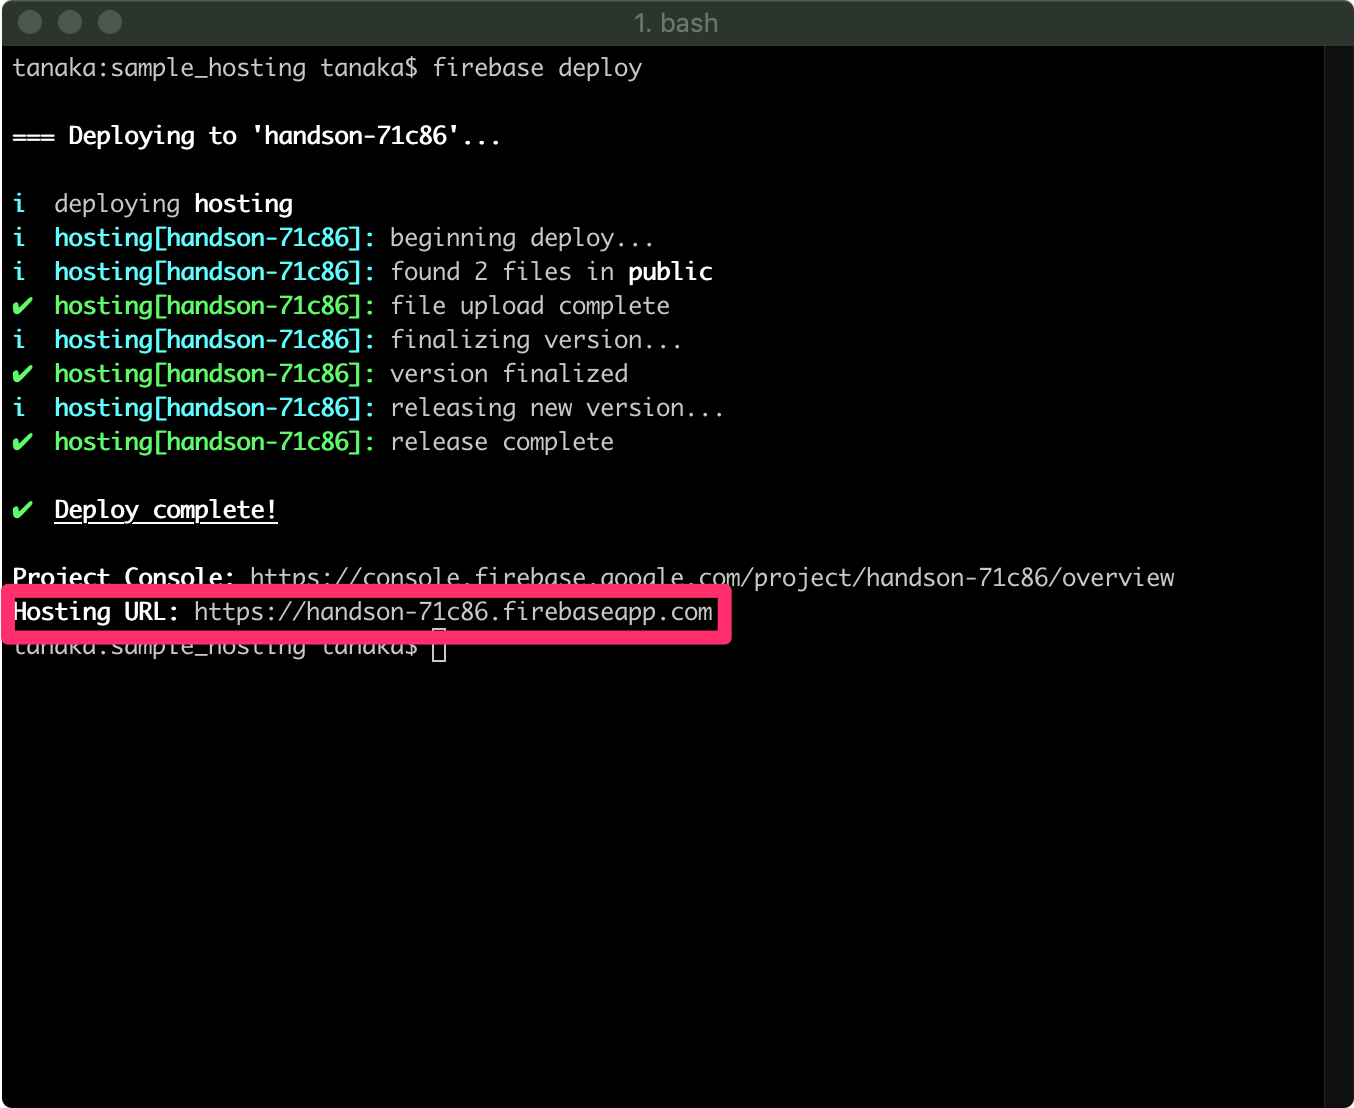 1. bash
tanaka:sample_hosting tanaka$ firebase deploy
=== Deploying to 'handson-71c86'...
i deploying hosting
i hosting[handson-71c86]: beginning deploy...
i hosting[handson-71c86]: found 2 files in public
✔ hosting[handson-71c86]: file upload complete
i hosting[handson-71c86]: finalizing version...
✔ hosting[handson-71c86]: version finalized
i hosting[handson-71c86]: releasing new version...
✔ hosting[handson-71c86]: release complete
✔ Deploy complete!
Project Console: https://console.firebase.google.com/project/handson-71c86/overview
Hosting URL: https://handson-71c86.firebaseapp.com
tanaka:sample_hosting tanaka$